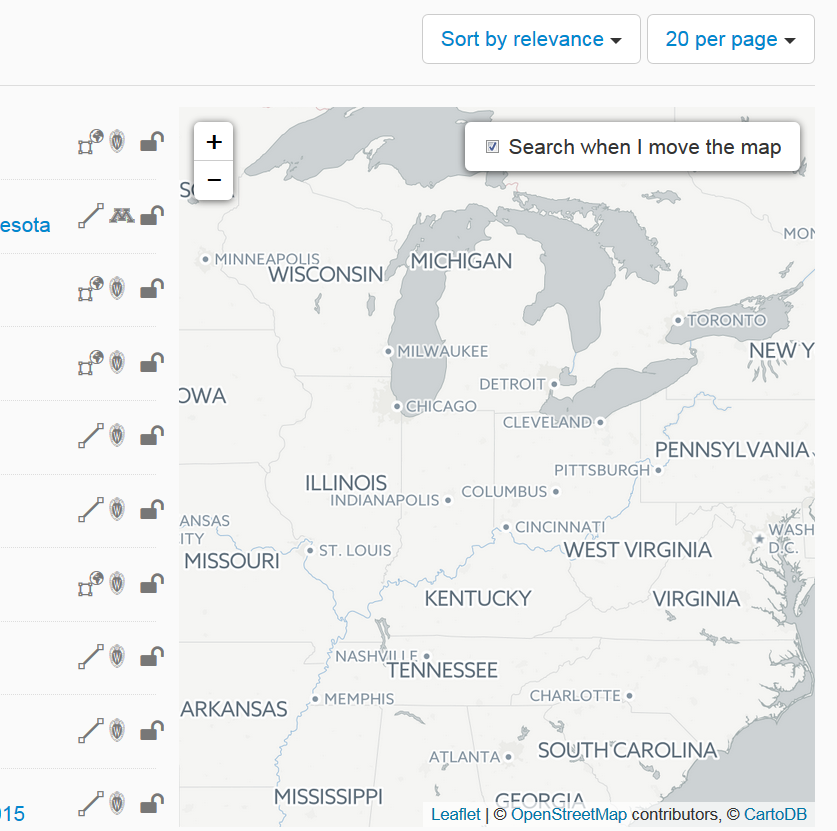 Sort by relevance
20 per page
+
Search when I move the map
−
esota
MINNEAPOLIS
WISCONSIN
MICHIGAN
MON
TORONTO
NEW Y
MILWAUKEE
DETROIT
OWA
CHICAGO
CLEVELAND
PENNSYLVANIA
PITTSBURGH
ILLINOIS
INDIANAPOLIS
COLUMBUS
ANSAS
ITY
CINCINNATI
WASH
D.C.
ST. LOUIS
WEST VIRGINIA
MISSOURI
KENTUCKY
VIRGINIA
NASHVILLE
TENNESSEE
MEMPHIS
CHARLOTTE
ARKANSAS
ATLANTA
SOUTH CAROLINA
MISSISSIPPI
GEORGIA
015
Leaflet | © OpenStreetMap contributors, © CartoDB